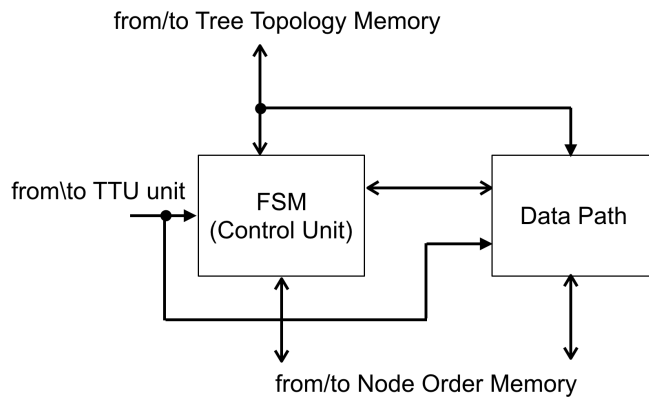 from/to Tree Topology Memory
from\to TTU unit
FSM
(Control Unit)
Data Path
from/to Node Order Memory